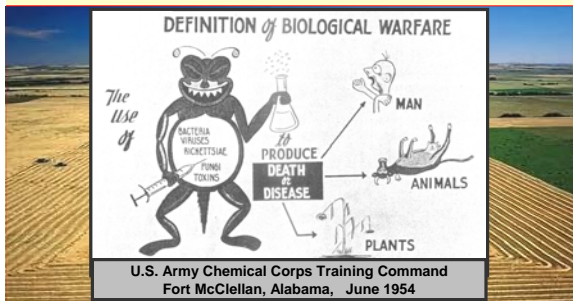 DEFINITION of BIOLOGICAL WARFARE
The
USE
of
BACTERIA
VIRUSES
RICKETTSIAE
FUNGI
TOXINS
to
PRODUCE
DEATH
or
DISEASE
MAN
ANIMALS
PLANTS
U.S. Army Chemical Corps Training Command
Fort McClellan, Alabama, June 1954